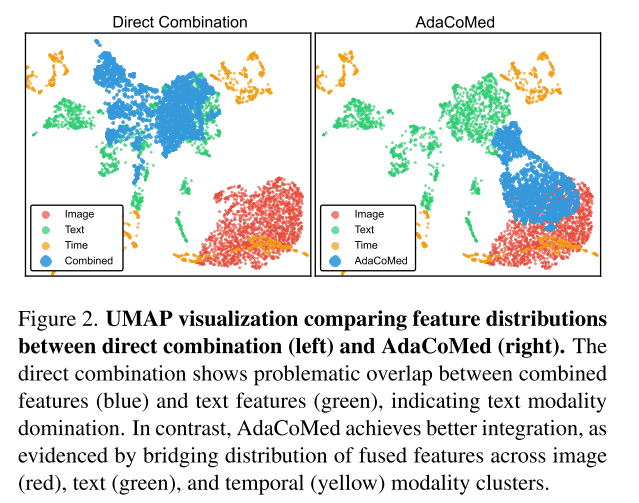 Direct Combination
AdaCoMed
Image
Text
Time
Combined
Image
Text
Time
AdaCoMed
Figure 2. UMAP visualization comparing feature distributions
between direct combination (left) and AdaCoMed (right). The
direct combination shows problematic overlap between combined
features (blue) and text features (green), indicating text modality
domination. In contrast, AdaCoMed achieves better integration, as
evidenced by bridging distribution of fused features across image
(red), text (green), and temporal (yellow) modality clusters.